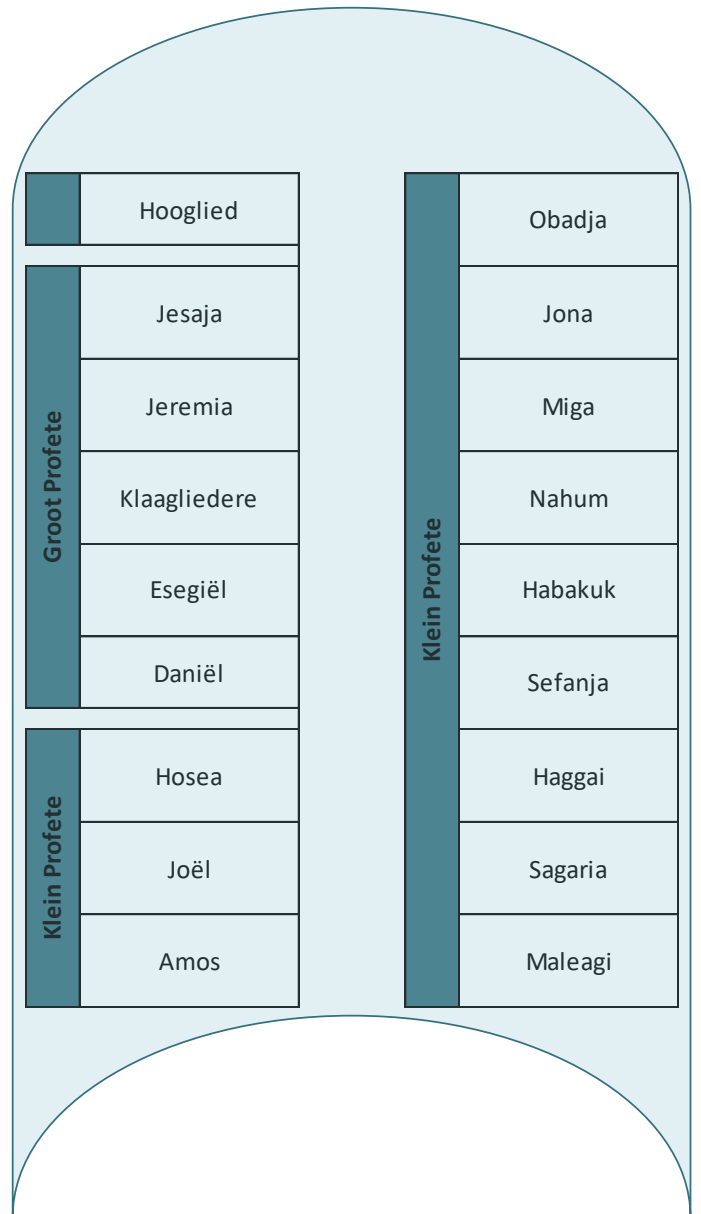 Hooglied
Groot Profete
Jesaja
Jeremia
Klaagliedere
Esegiël
Daniël
Klein Profete
Hosea
Joël
Amos
Klein Profete
Obadja
Jona
Miga
Nahum
Habakuk
Sefanja
Haggai
Sagaria
Maleagi